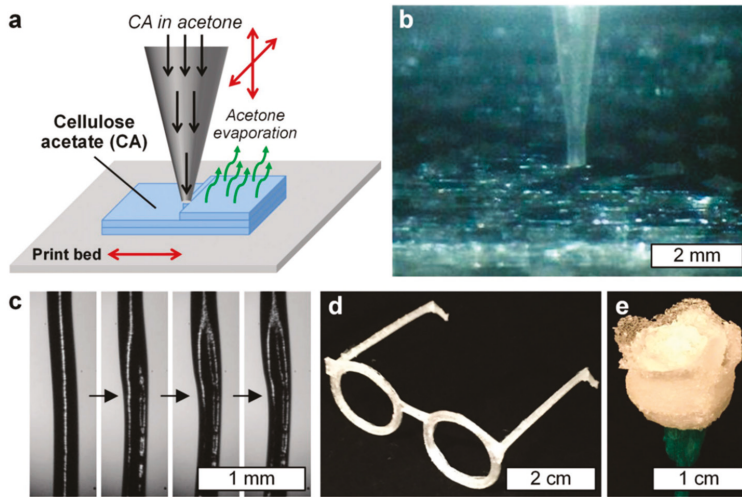 a
CA in acetone
Acetone
evaporation
Cellulose
acetate (CA)
Print bed
b
2 mm
c
1 mm
d
2 cm
e
1 cm